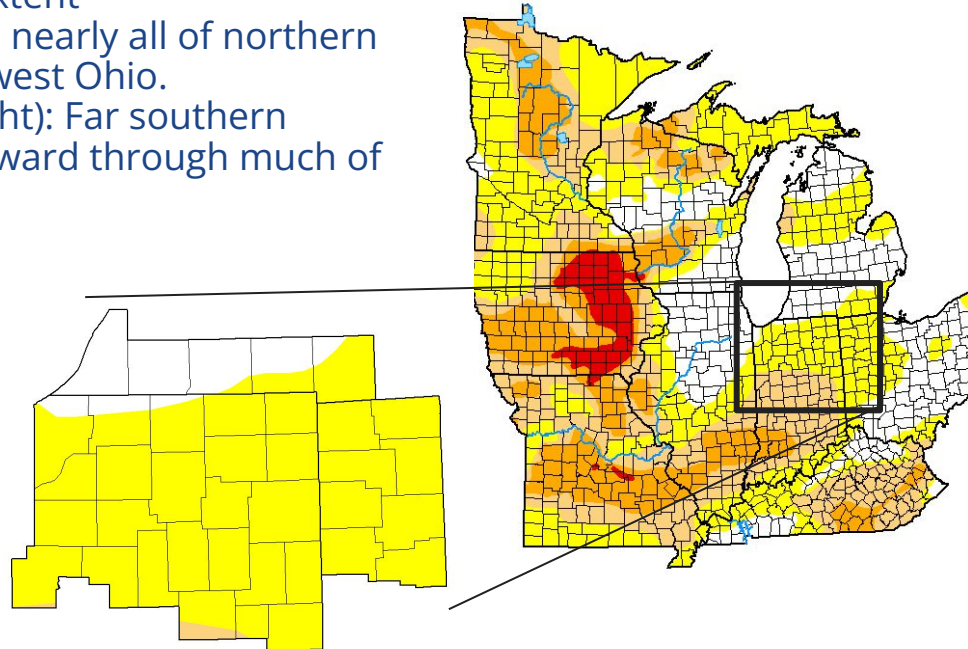 nearly all of northern
west Ohio.
ht): Far southern
ward through much of